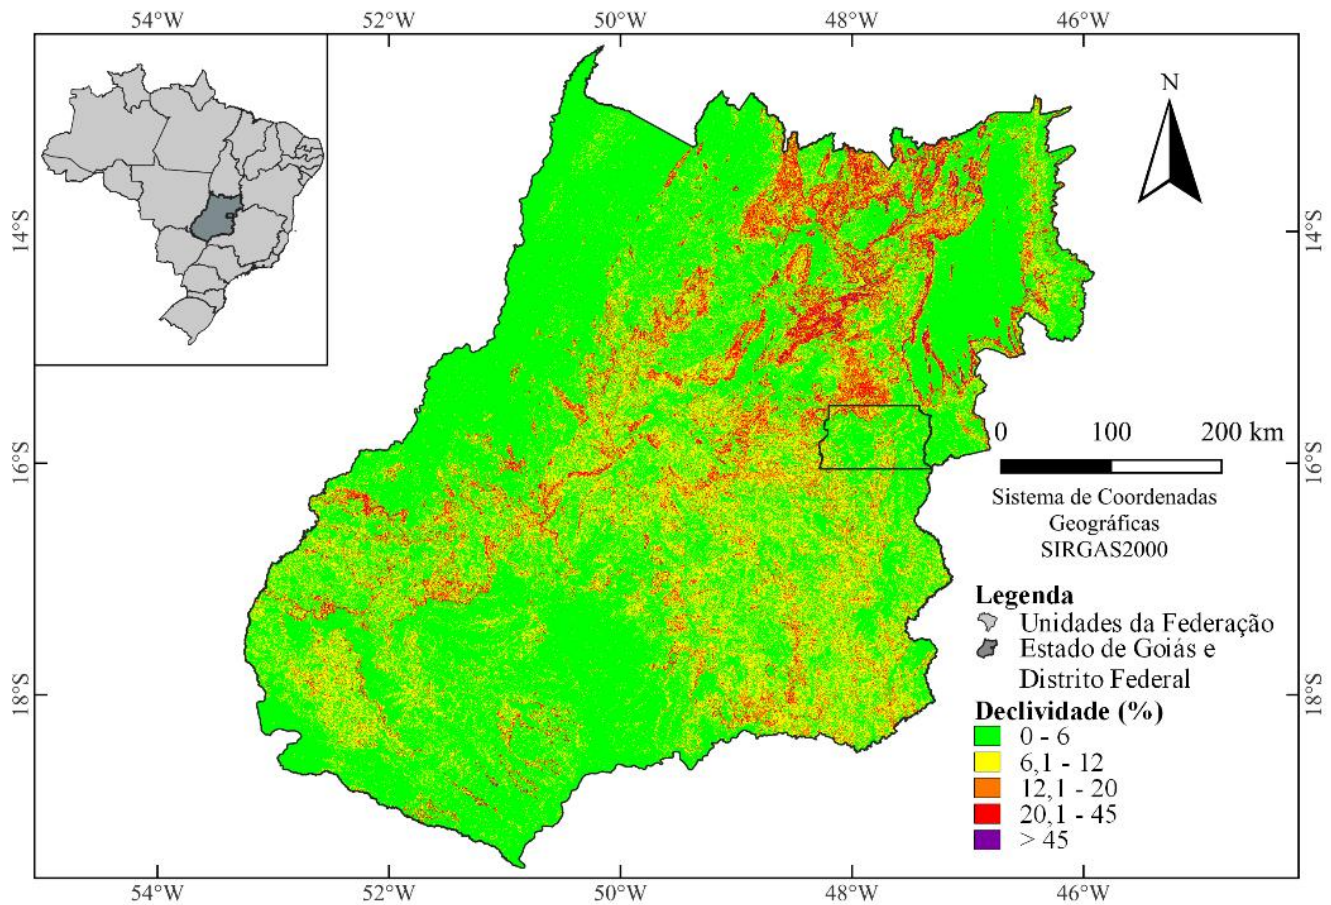 54°W 52°W 50°W 48°W 46°W
N
14°S 14°S
0 100 200 km
16°S 16°S
Sistema de Coordenadas
Geográficas
SIRGAS2000
Legenda
Unidades da Federação
Estado de Goiás e
Distrito Federal
18°S 18°S
Declividade (%)
0 - 6
6,1 - 12
12,1 - 20
20,1 - 45
> 45
54°W 52°W 50°W 48°W 46°W